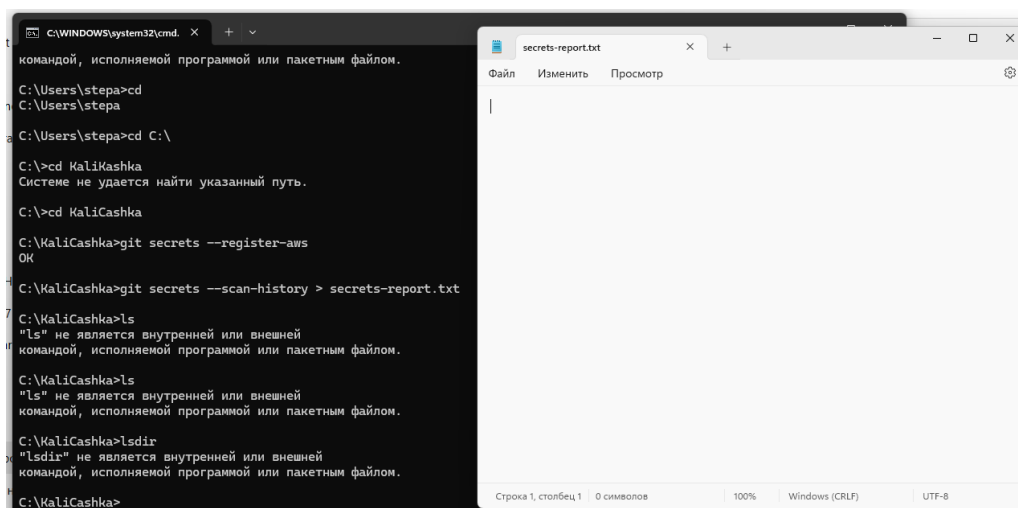 C:\WINDOWS\system32\cmd.
командой, исполняемой программой или пакетным файлом.
C:\Users\stepa>cd
C:\Users\stepa
C:\Users\stepa>cd C:\
C:\>cd KaliKashka
Системе не удается найти указанный путь.
C:\>cd KaliCashka
C:\KaliCashka>git secrets --register-aws
OK
C:\KaliCashka>git secrets --scan-history > secrets-report.txt
C:\KaliCashka>ls
"ls" не является внутренней или внешней
командой, исполняемой программой или пакетным файлом.
C:\KaliCashka>ls
"ls" не является внутренней или внешней
командой, исполняемой программой или пакетным файлом.
C:\KaliCashka>lsdir
"lsdir" не является внутренней или внешней
командой, исполняемой программой или пакетным файлом.
C:\KaliCashka>
secrets-report.txt
Файл Изменить Просмотр
Строка 1, столбец 1 0 символов 100% Windows (CRLF) UTF-8